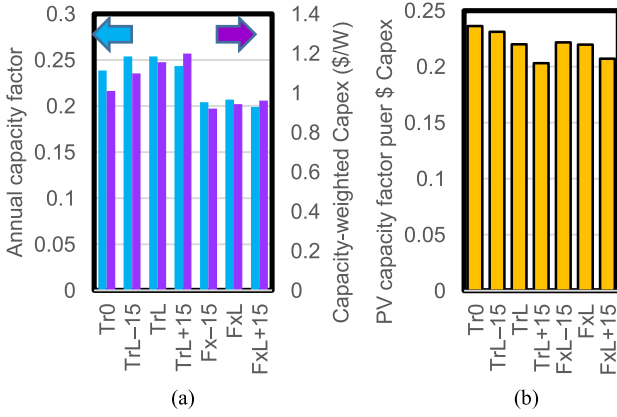 0.3
0.25
0.2
0.15
0.1
0.05
0
Annual capacity factor
1.4
1.2
1
0.8
0.6
0.4
0.2
0
Capacity-weighted Capex ($/W)
Tr0
TrL−15
TrL
TrL+15
Fx−15
FxL
FxL+15
(a)
0.25
0.2
0.15
0.1
0.05
0
PV capacity factor puer $ Capex
Tr0
TrL−15
TrL
TrL+15
FxL−15
FxL
FxL+15
(b)